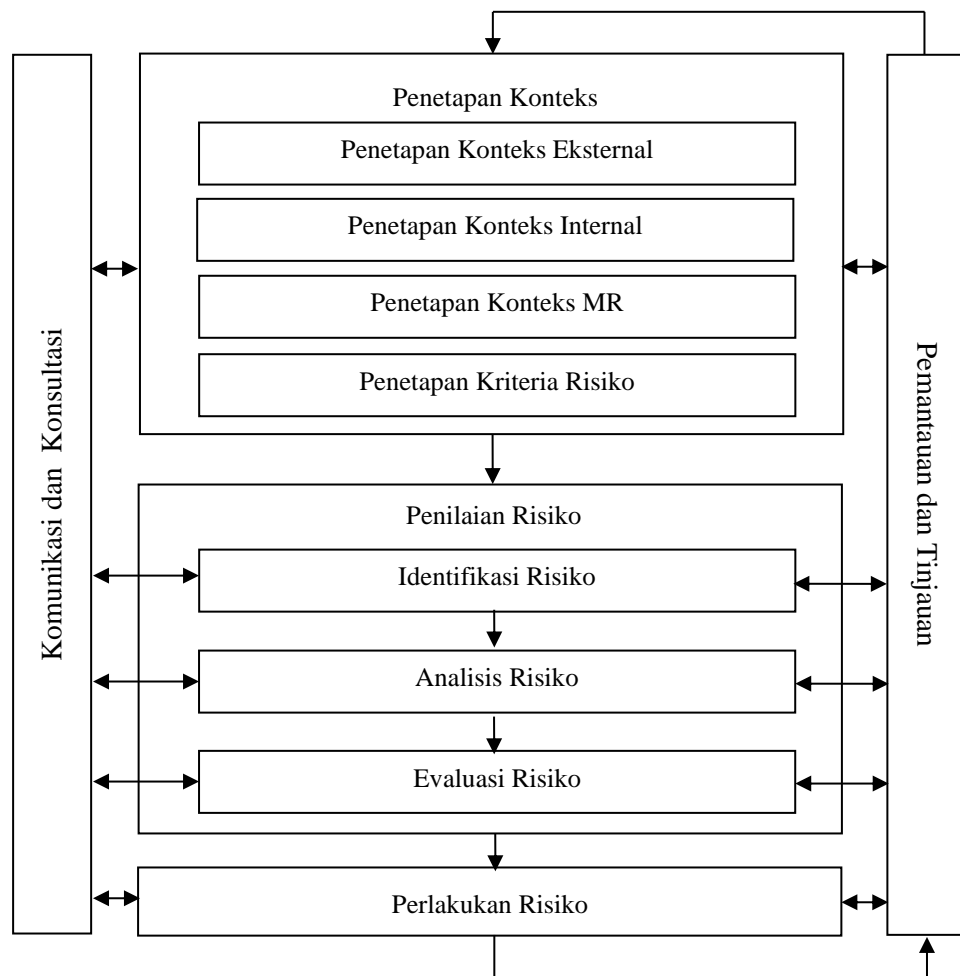 Penetapan Konteks
Penetapan Konteks Eksternal
Penetapan Konteks Internal
Penetapan Konteks MR
Penetapan Kriteria Risiko
Komunikasi dan Konsultasi
Pemantauan dan Tinjauan
Penilaian Risiko
Identifikasi Risiko
Analisis Risiko
Evaluasi Risiko
Perlakukan Risiko